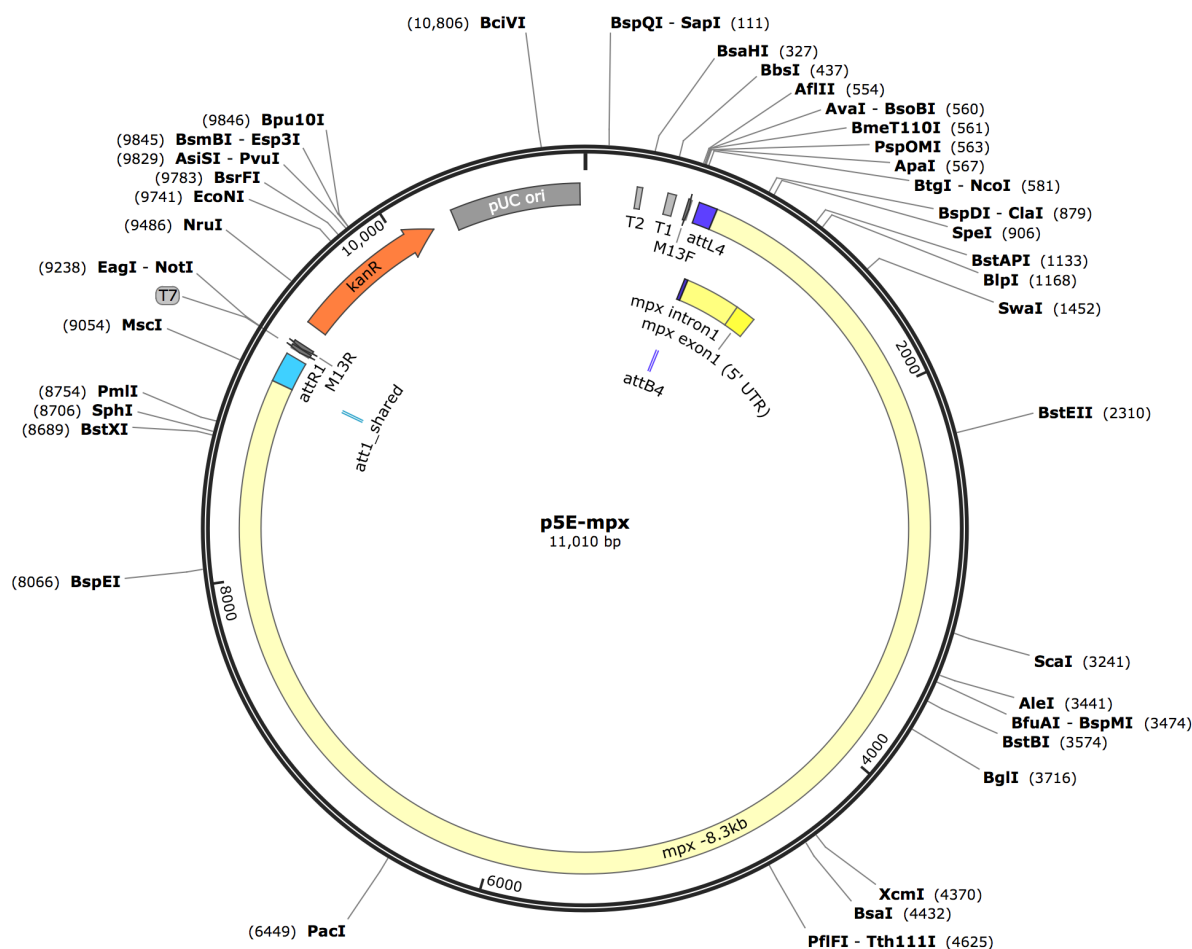 (10,806) BciVI
BspQI - SapI (111)
BsaHI (327)
BbsI (437)
AflII (554)
AvaI - BsoBI (560)
BmeT110I (561)
PspOMI (563)
ApaI (567)
BtgI - NcoI (581)
BspDI - ClaI (879)
SpeI (906)
BstAPI (1133)
BlpI (1168)
SwaI (1452)
BstEII (2310)
ScaI (3241)
AleI (3441)
BfuAI - BspMI (3474)
BstBI (3574)
BglI (3716)
XcmI (4370)
BsaI (4432)
PflFI - Tth111I (4625)
(6449) PacI
(8066) BspEI
(8689) BstXI
(8706) SphI
(8754) PmlI
(9054) MscI
T7
(9238) EagI - NotI
(9486) NruI
(9741) EcoNI
(9783) BsrFI
(9829) AsiSI - PvuI
(9845) BsmBI - Esp3I
(9846) Bpu10I
2000
4000
6000
8000
10,000
pUC ori
T2
T1
M13F
attL4
mpx intron1
mpx exon1 (5' UTR)
attB4
kanR
M13R
attR1
att1_shared
mpx -8.3kb
p5E-mpx
11,010 bp